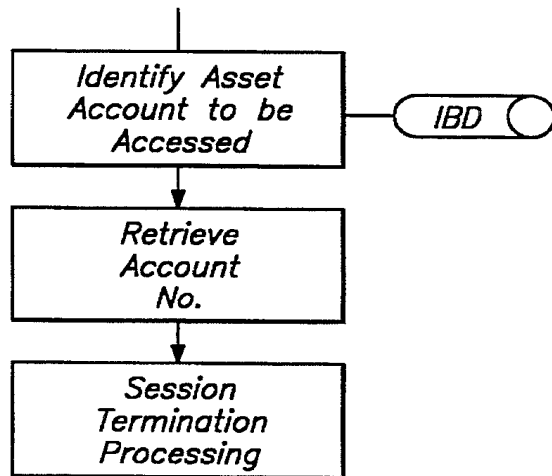 Identify Asset
Account to be
Accessed
IBD
Retrieve
Account
No.
Session
Termination
Processing